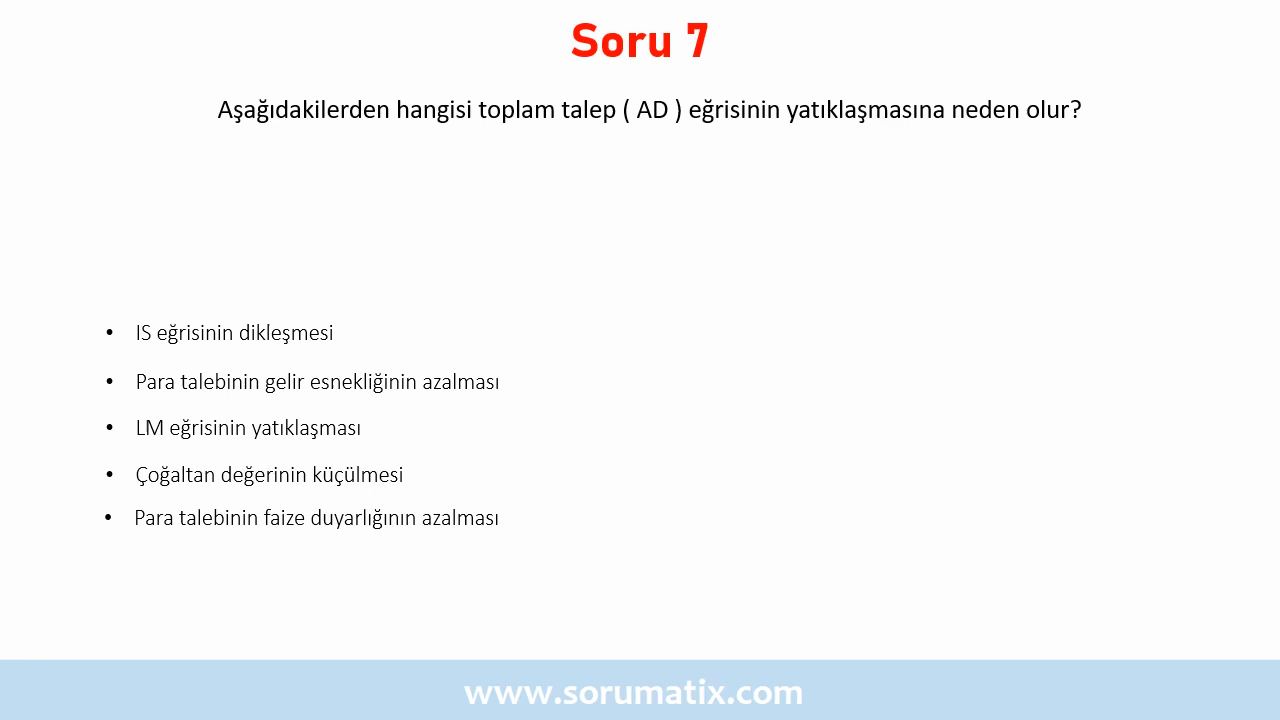 Soru 7
Aşağıdakilerden hangisi toplam talep ( AD ) eğrisinin yatıklaşmasına neden olur?
• IS eğrisinin dikleşmesi
• Para talebinin gelir esnekliğinin azalması
• LM eğrisinin yatıklaşması
• Çoğaltan değerinin küçülmesi
• Para talebinin faize duyarlığının azalması
www.sorumatix.com